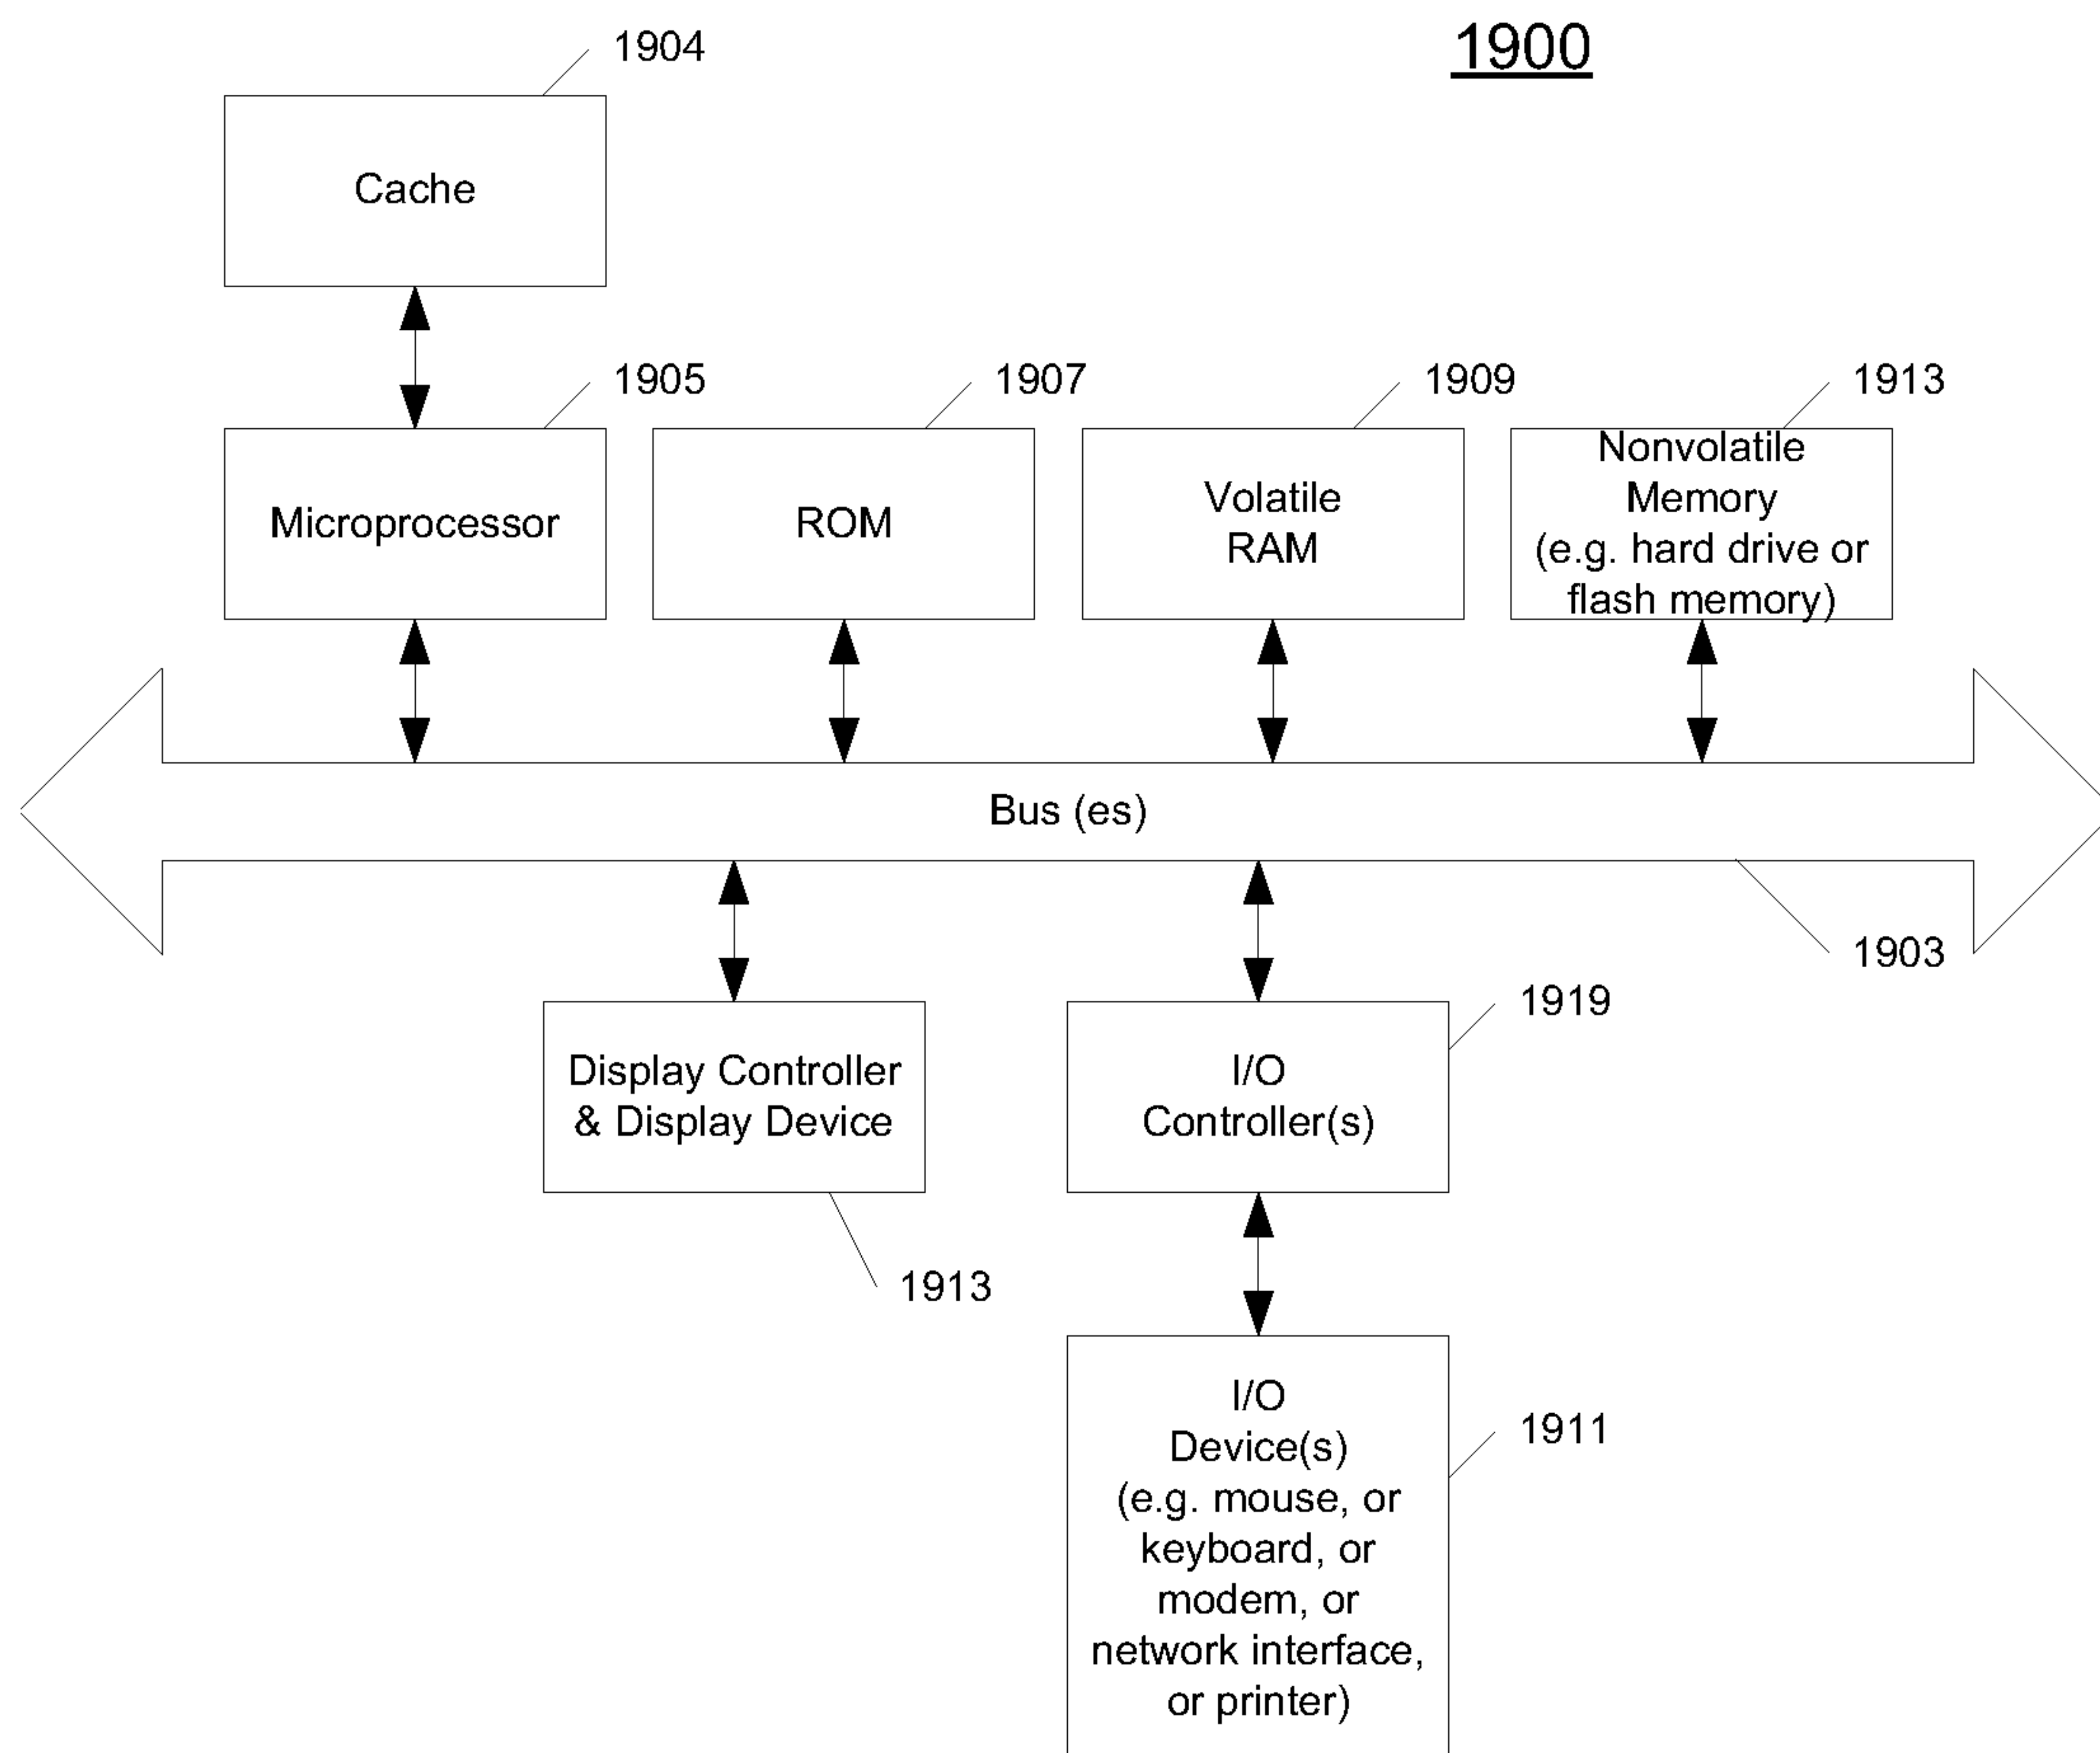 1900
1904
Cache
1905
1907
1909
1913
Microprocessor
ROM
Volatile
RAM
Nonvolatile
Memory
(e.g. hard drive or
flash memory)
Bus (es)
1903
Display Controller
& Display Device
1913
I/O
Controller(s)
1919
I/O
Device(s)
(e.g. mouse, or
keyboard, or
modem, or
network interface,
or printer)
1911